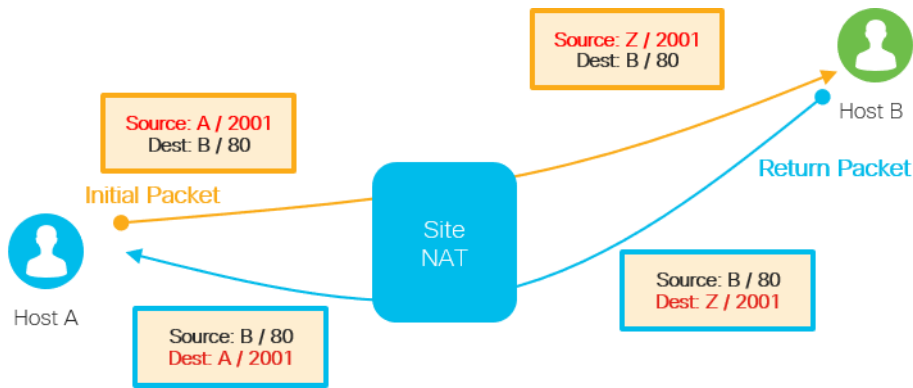 Source: Z / 2001
Dest: B / 80
Host B
Source: A / 2001
Dest: B / 80
Return Packet
Initial Packet
Site
NAT
Source: B / 80
Dest: Z / 2001
Host A
Source: B / 80
Dest: A / 2001